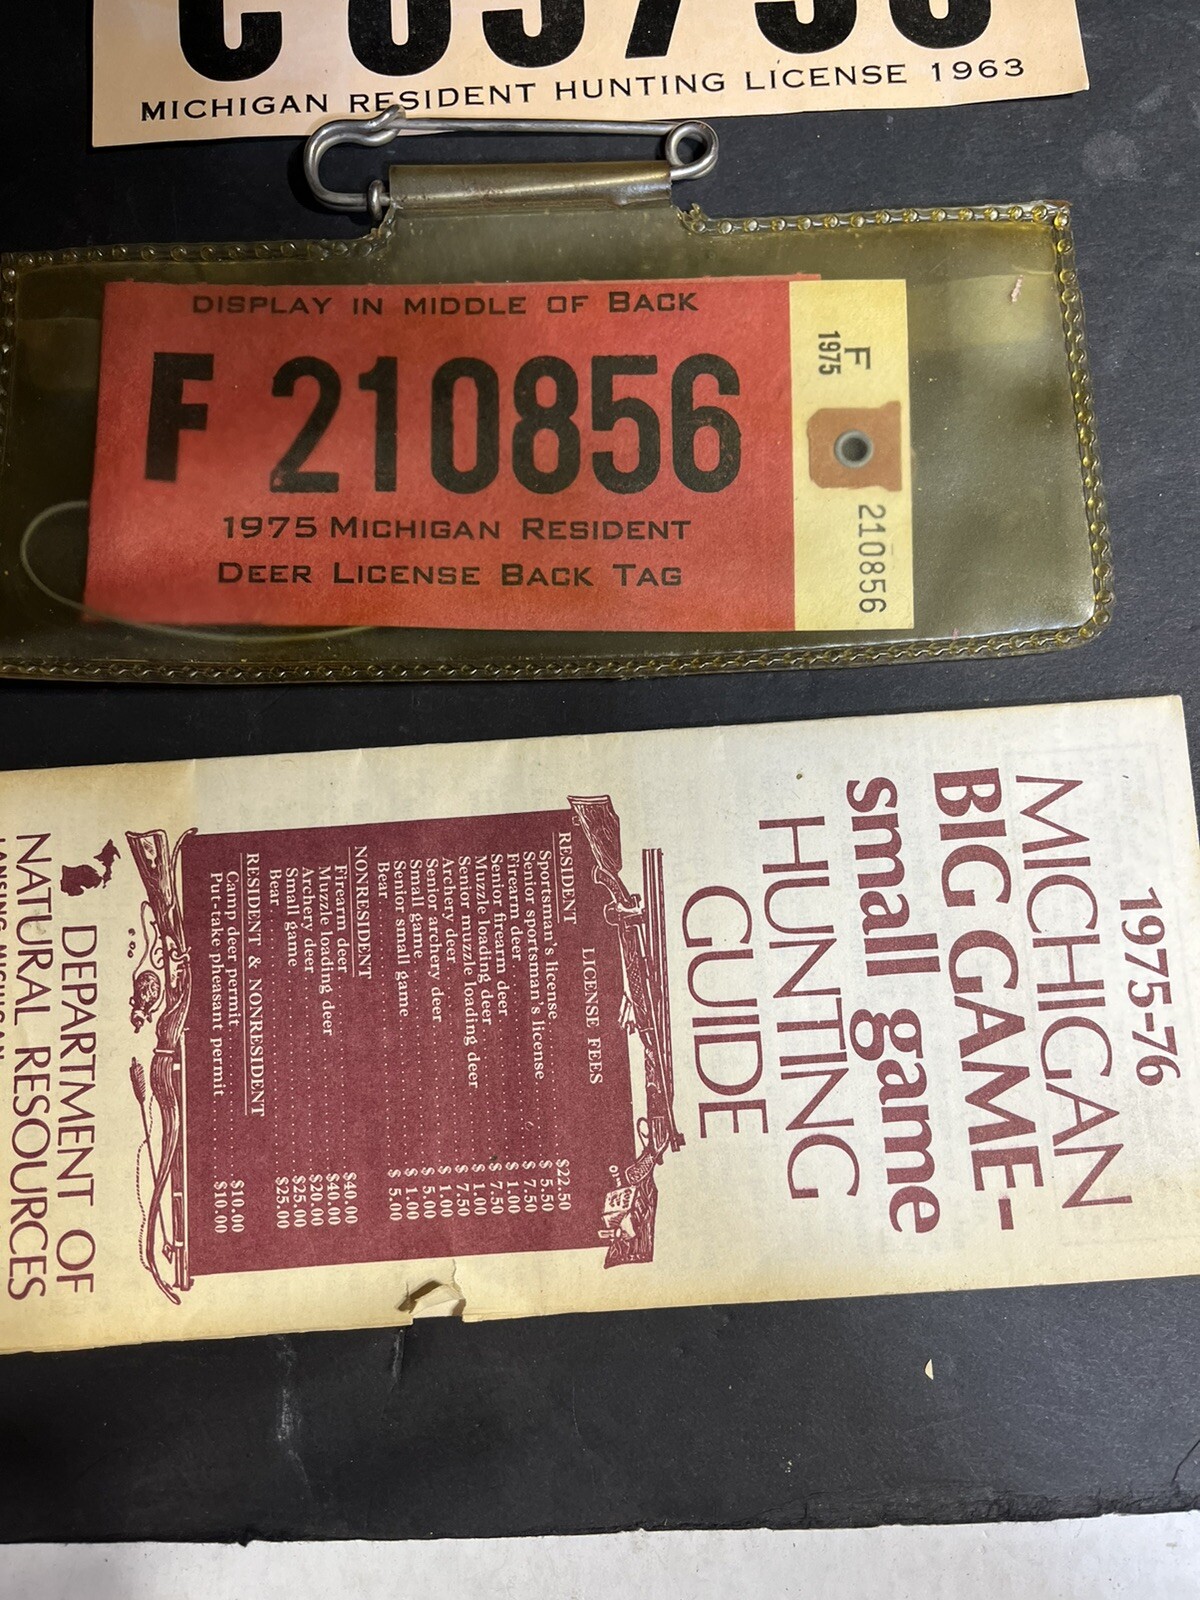 MICHIGAN RESIDENT HUNTING LICENSE 1963
DISPLAY IN MIDDLE OF BACK
F 210856
1975 MICHIGAN RESIDENT
DEER LICENSE BACK TAG
F
1975
210856
1975-76
MICHIGAN
BIG GAME-
small game
HUNTING
GUIDE
LICENSE FEES
RESIDENT
Sportsman's license $22.50
Senior sportsman's license $ 5.50
Firearm deer $ 7.50
Senior firearm deer $ 1.00
Muzzle loading deer $ 7.50
Senior muzzle loading deer $ 1.00
Archery deer $ 7.50
Senior archery deer $ 1.00
Small game $ 5.00
Senior small game $ 1.00
Bear $ 5.00
NONRESIDENT
Firearm deer $40.00
Muzzle loading deer $40.00
Archery deer $20.00
Small game $25.00
Bear $25.00
RESIDENT & NONRESIDENT
Camp deer permit $10.00
Put-take pheasant permit $10.00
DEPARTMENT OF
NATURAL RESOURCES
LANSING MICHIGAN